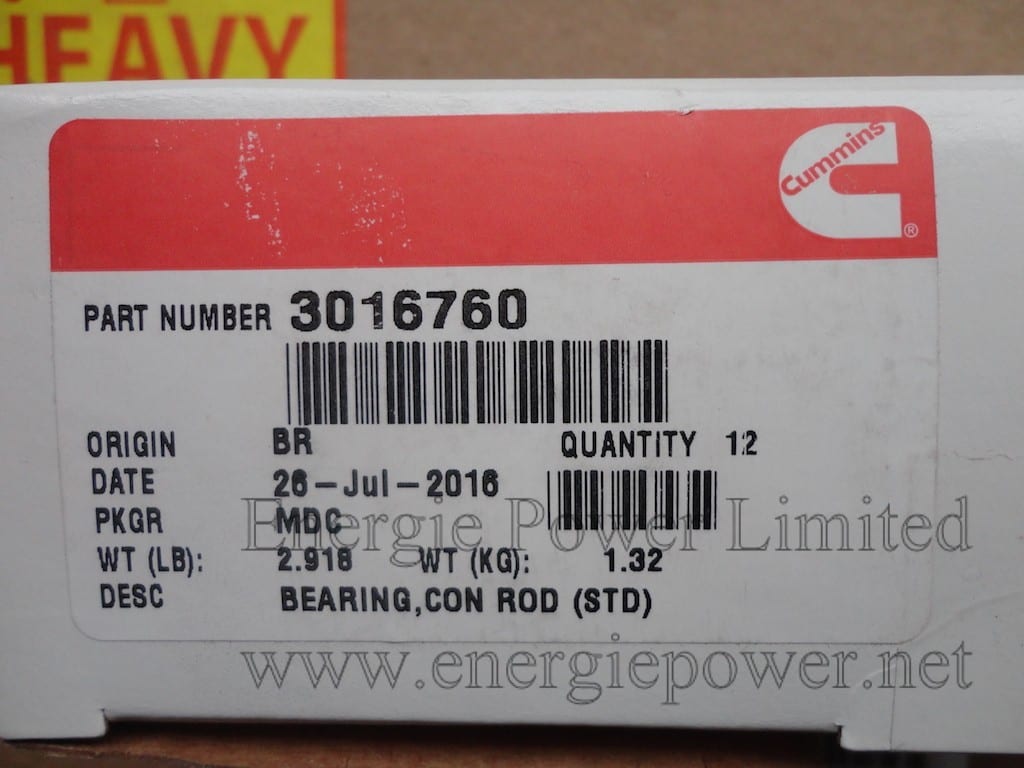 HEAVY
Cummins
®
PART NUMBER 3016760
ORIGIN BR QUANTITY 12
DATE 26-Jul-2016
PKGR MDC
Energie Power Limited
WT (LB): 2.918 WT (KG): 1.32
DESC BEARING,CON ROD (STD)
www.energiepower.net